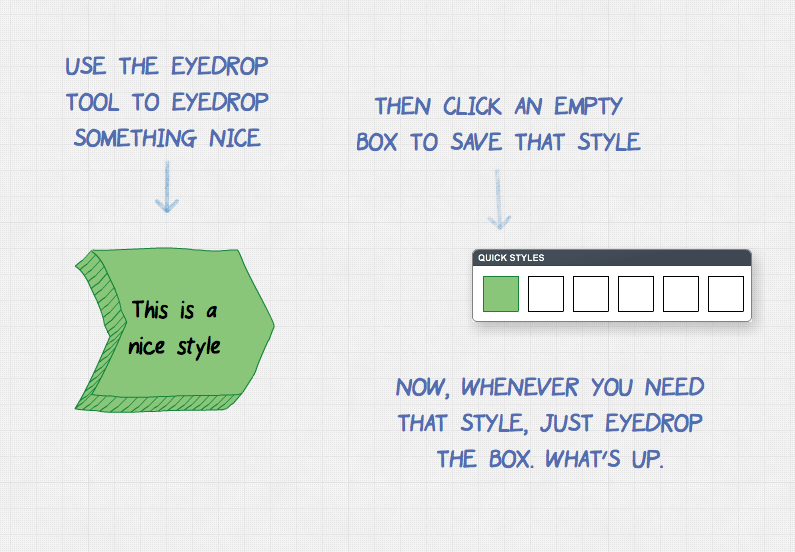 USE THE EYEDROP
TOOL TO EYEDROP
SOMETHING NICE
THEN CLICK AN EMPTY
BOX TO SAVE THAT STYLE
This is a
nice style
QUICK STYLES
NOW, WHENEVER YOU NEED
THAT STYLE, JUST EYEDROP
THE BOX. WHAT'S UP.